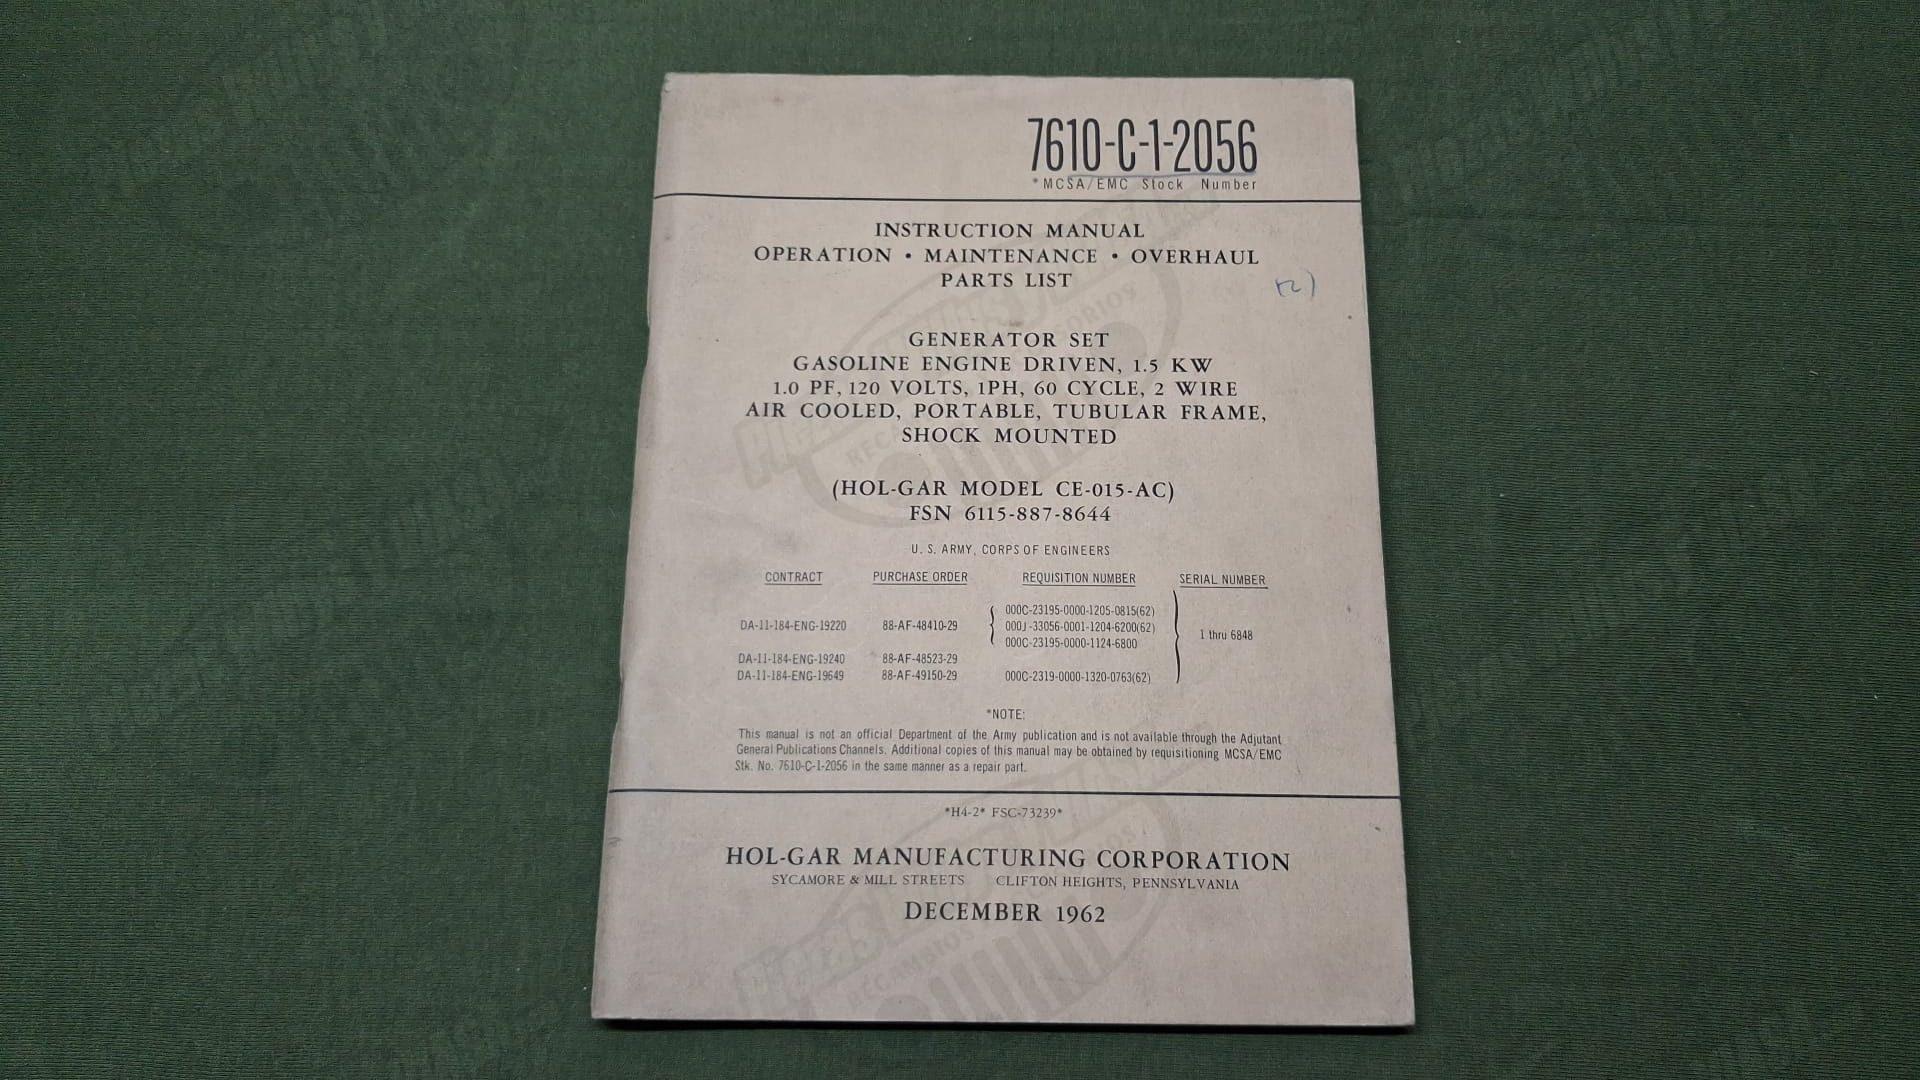 7610-C-1-2056
*MCSA/EMC Stock Number
INSTRUCTION MANUAL
OPERATION • MAINTENANCE • OVERHAUL
PARTS LIST
GENERATOR SET
GASOLINE ENGINE DRIVEN, 1.5 KW
1.0 PF, 120 VOLTS, 1PH, 60 CYCLE, 2 WIRE
AIR COOLED, PORTABLE, TUBULAR FRAME,
SHOCK MOUNTED
(HOL-GAR MODEL CE-015-AC)
FSN 6115-887-8644
U. S. ARMY, CORPS OF ENGINEERS
CONTRACT PURCHASE ORDER REQUISITION NUMBER SERIAL NUMBER
000C-23195-0000-1205-0815(62)
DA-11-184-ENG-19220 88-AF-48410-29 000J-33056-0001-1204-6200(62) 1 thru 6848
000C-23195-0000-1124-6800
DA-11-184-ENG-19240 88-AF-48523-29
DA-11-184-ENG-19649 88-AF-49150-29 000C-2319-0000-1320-0763(62)
*NOTE:
This manual is not an official Department of the Army publication and is not available through the Adjutant
General Publications Channels. Additional copies of this manual may be obtained by requisitioning MCSA/EMC
Stk. No. 7610-C-1-2056 in the same manner as a repair part.
*H4-2* FSC-73239*
HOL-GAR MANUFACTURING CORPORATION
SYCAMORE & MILL STREETS CLIFTON HEIGHTS, PENNSYLVANIA
DECEMBER 1962